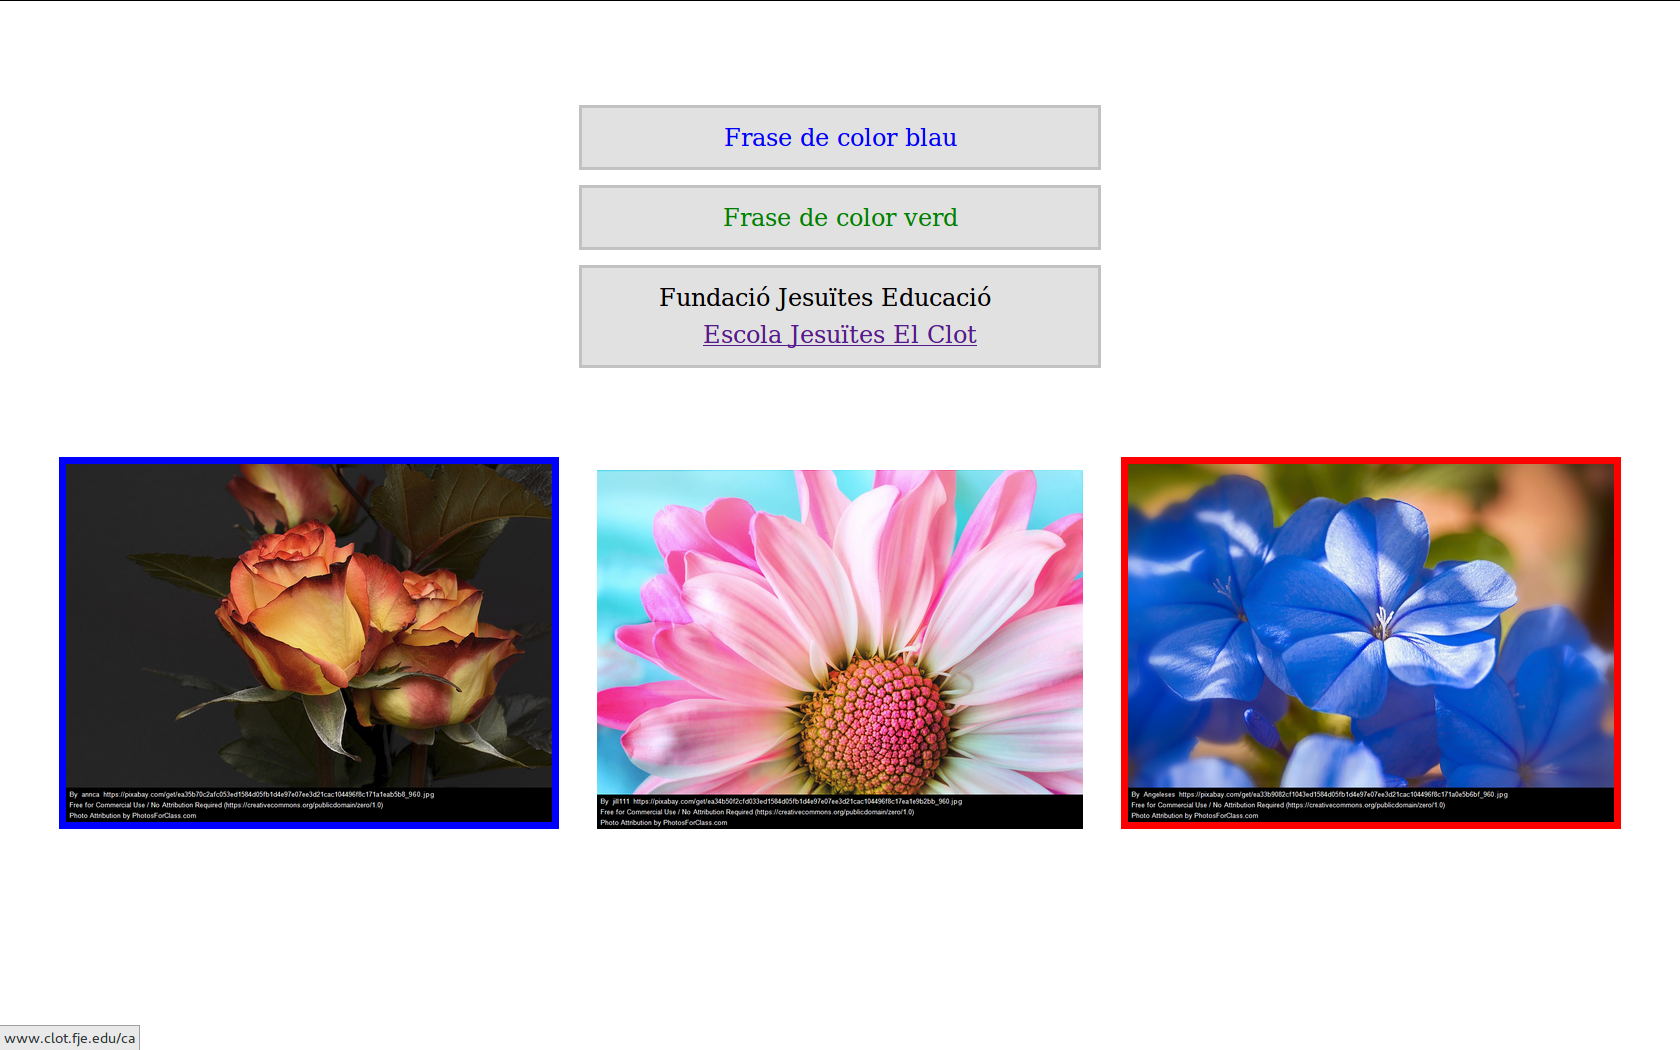 Frase de color blau
Frase de color verd
Fundació Jesuïtes Educació
Escola Jesuïtes El Clot
By annca https://pixabay.com/get/ea35b70c2afc053ed1584d05fb1d4e97e07ee3d21cac104496f8c171a1eab5b8_960.jpg
Free for Commercial Use / No Attribution Required (https://creativecommons.org/publicdomain/zero/1.0)
Photo Attribution by PhotosForClass.com
By jill111 https://pixabay.com/get/ea34b50f2cfd033ed1584d05fb1d4e97e07ee3d21cac104496f8c17ea1e9b2bb_960.jpg
Free for Commercial Use / No Attribution Required (https://creativecommons.org/publicdomain/zero/1.0)
Photo Attribution by PhotosForClass.com
By Angeleses https://pixabay.com/get/ea33b9082cf1043ed1584d05fb1d4e97e07ee3d21cac104496f8c171a0e5b6bf_960.jpg
Free for Commercial Use / No Attribution Required (https://creativecommons.org/publicdomain/zero/1.0)
Photo Attribution by PhotosForClass.com
www.clot.fje.edu/ca